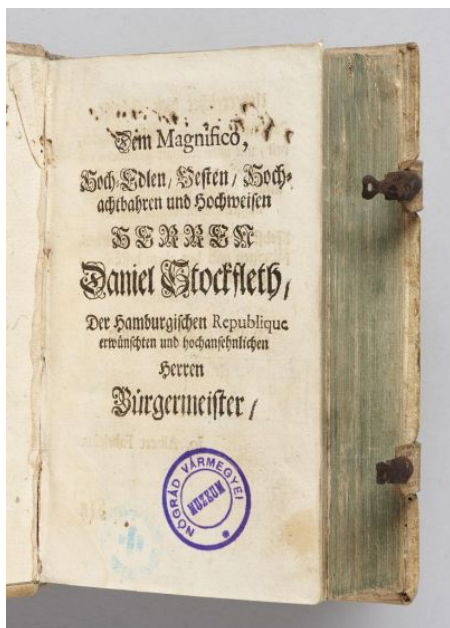 Dem Magnifico,
Hoch-Edlen, Vesten, Hoch-
achtbahren und Hochweisen
HERREN
Daniel Stockfleth,
Der Hamburgischen Republique
erwünschten und hochansehnlichen
Herren
Bürgermeister,
NÓGRÁD VÁRMEGYEI
MUZEUM